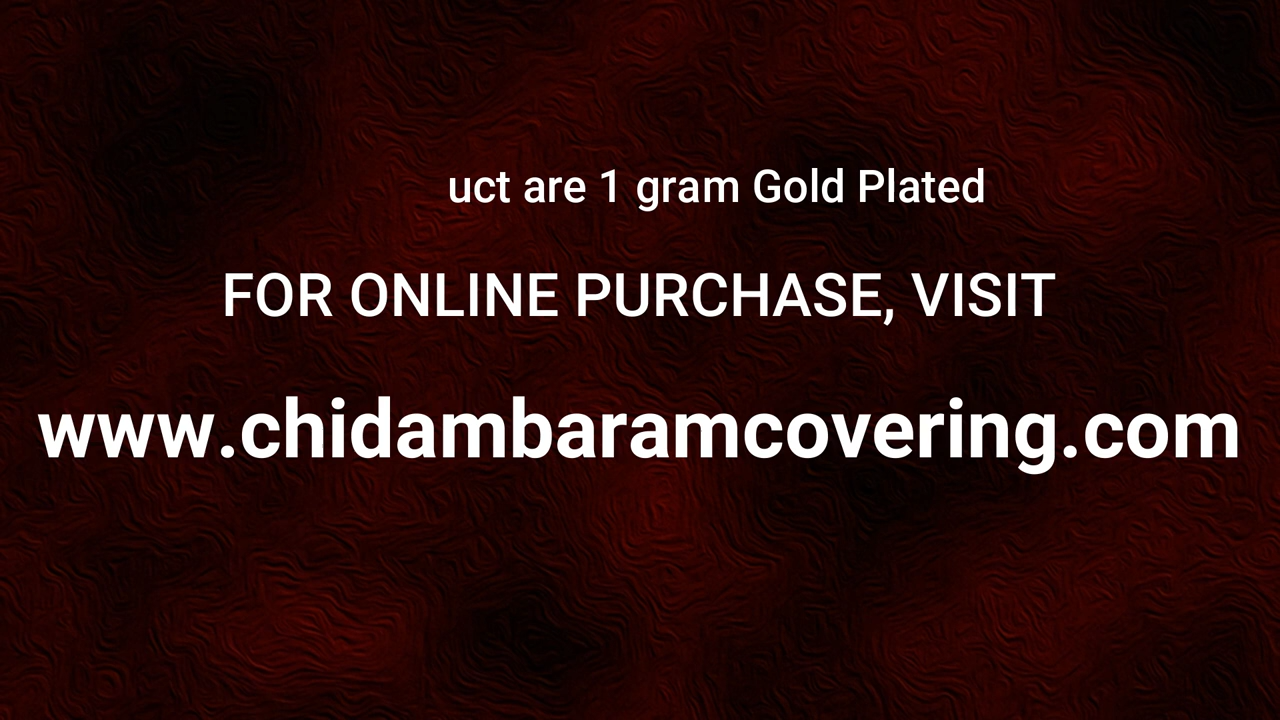 uct are 1 gram Gold Plated
FOR ONLINE PURCHASE, VISIT
www.chidambaramcovering.com